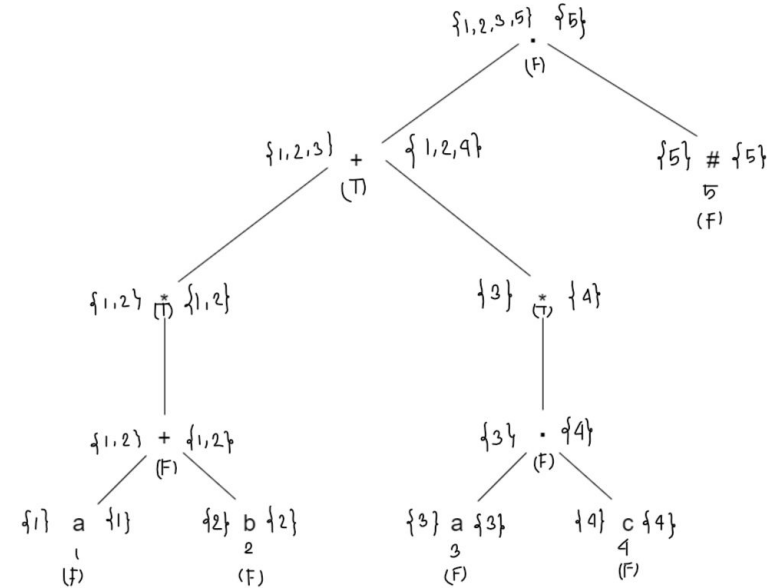 {1,2,3,5} . {5}
(F)
{1,2,3} + {1,2,4}
(T)
{5} # {5}
5
(F)
{1,2} * {1,2}
(T)
{3} * {4}
(T)
{1,2} + {1,2}
(F)
{3} . {4}
(F)
{1} a {1}
1
(F)
{2} b {2}
2
(F)
{3} a {3}
3
(F)
{4} c {4}
4
(F)